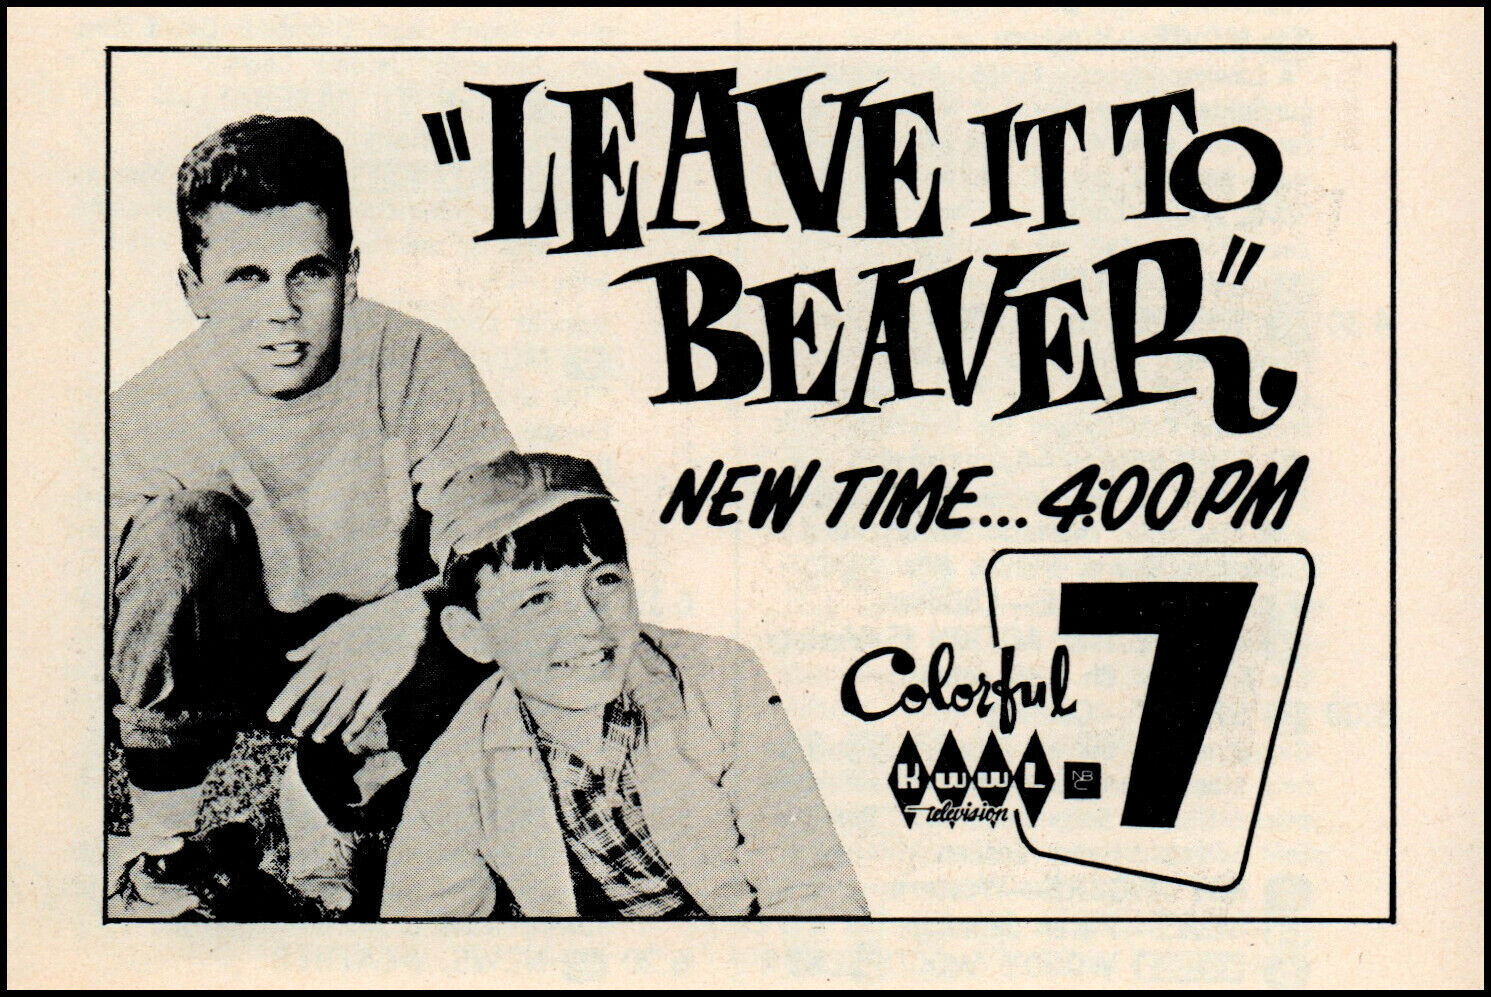 "LEAVE IT TO
BEAVER"
NEW TIME... 4:00 PM
7
Colorful
KWWL
NBC
television